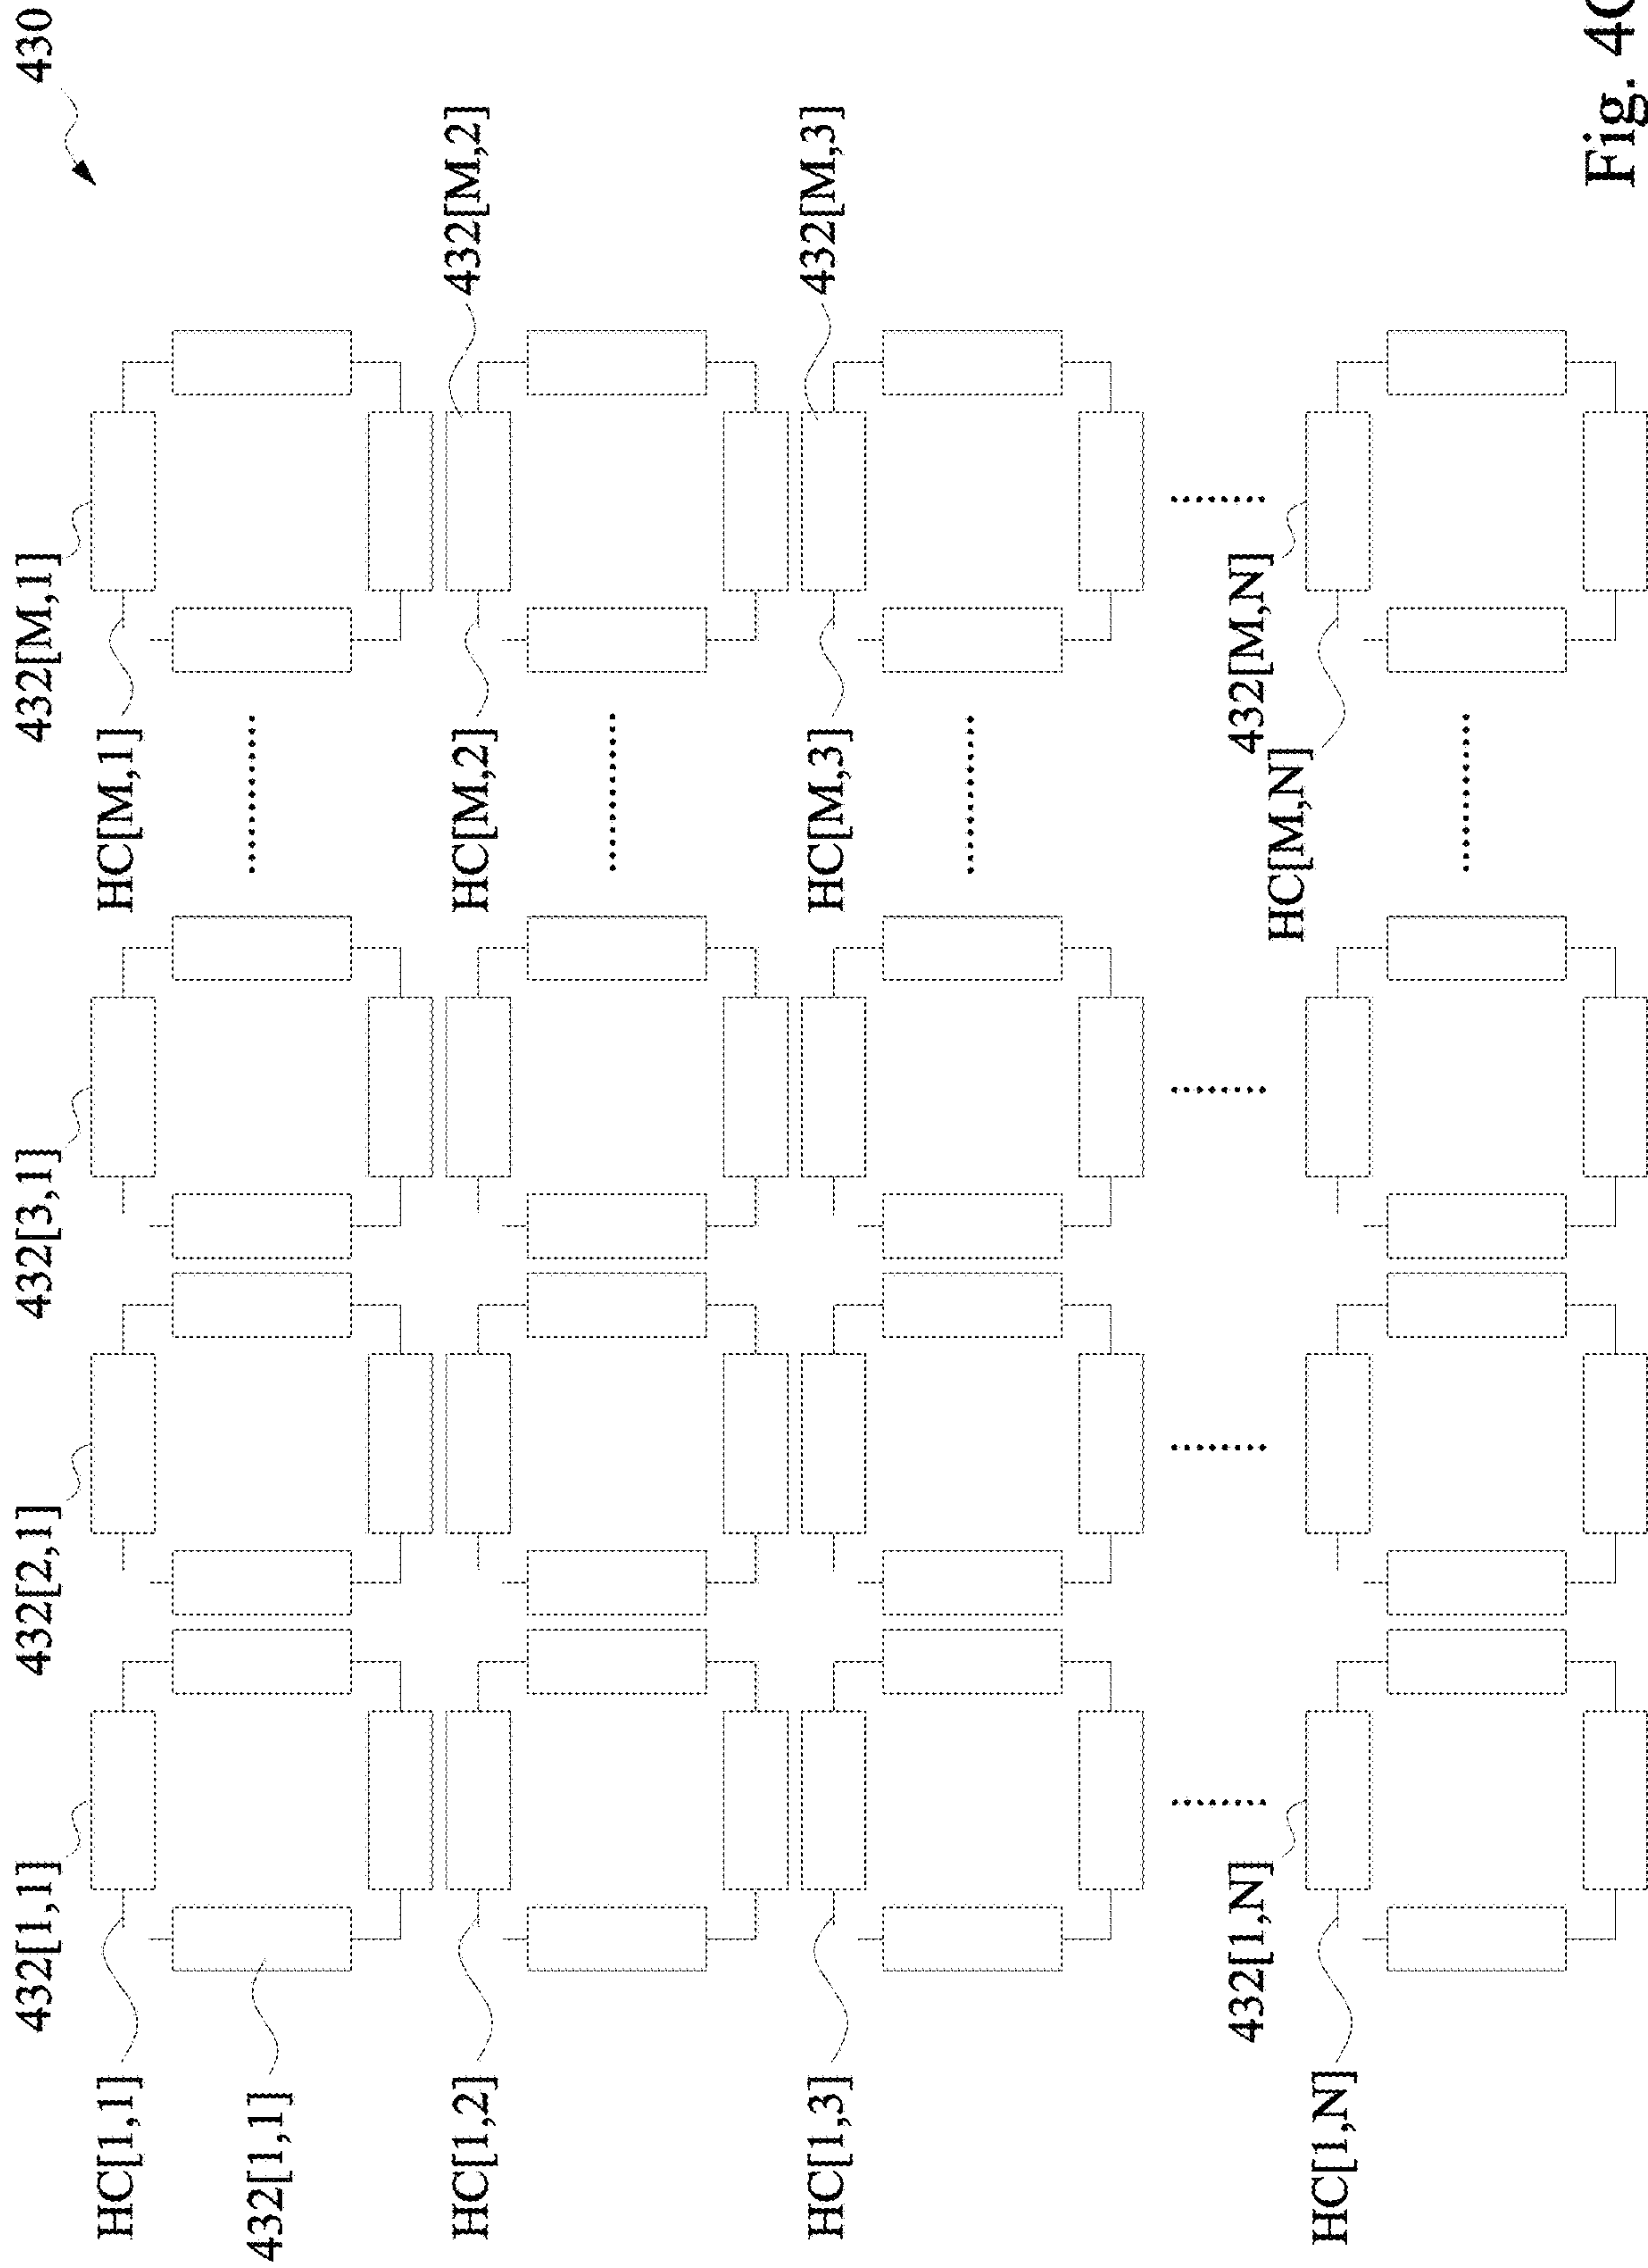 432[1,1]
432[2,1]
432[3,1]
432[M,1]
430
HC[1,1]
HC[M,1]
432[1,1]
HC[1,2]
HC[M,2]
432[M,2]
HC[1,3]
HC[M,3]
432[M,3]
432[1,N]
432[M,N]
HC[M,N]
HC[1,N]
Fig.